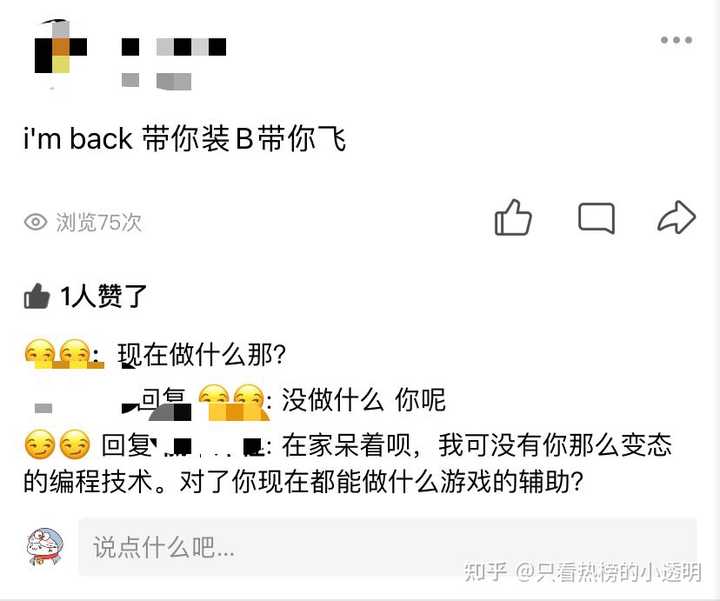 i'm back 带你装B带你飞
浏览75次
1人赞了
: 现在做什么那?
回复 : 没做什么 你呢
回复 : 在家呆着呗，我可没有你那么变态
的编程技术。对了你现在都能做什么游戏的辅助?
说点什么吧...
知乎 @只看热榜的小透明